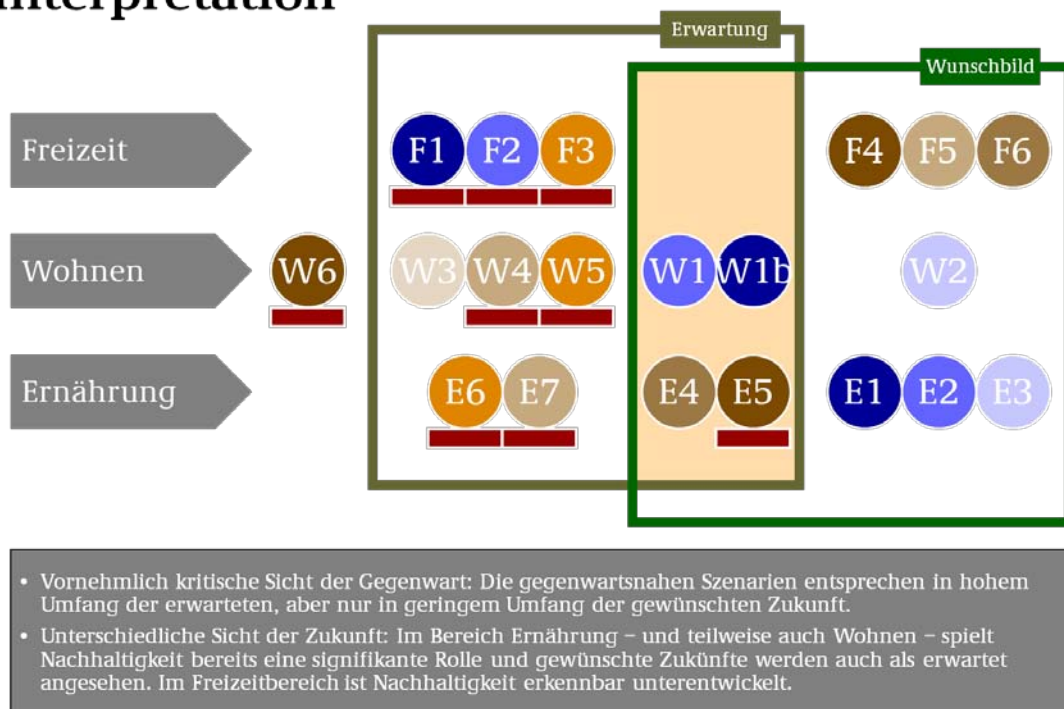 Interpretation
Erwartung
Wunschbild
Freizeit
F1 F2 F3 F4 F5 F6
Wohnen
W6 W3 W4 W5 W1 W1b W2
Ernährung
E6 E7 E4 E5 E1 E2 E3
• Vornehmlich kritische Sicht der Gegenwart: Die gegenwartsnahen Szenarien entsprechen in hohem
Umfang der erwarteten, aber nur in geringem Umfang der gewünschten Zukunft.
• Unterschiedliche Sicht der Zukunft: Im Bereich Ernährung – und teilweise auch Wohnen – spielt
Nachhaltigkeit bereits eine signifikante Rolle und gewünschte Zukünfte werden auch als erwartet
angesehen. Im Freizeitbereich ist Nachhaltigkeit erkennbar unterentwickelt.